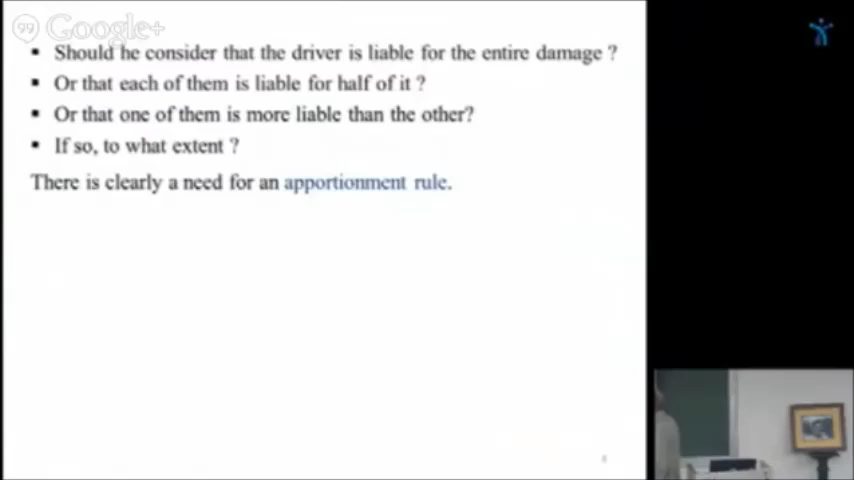 99 Google+
▪ Should he consider that the driver is liable for the entire damage ?
▪ Or that each of them is liable for half of it ?
▪ Or that one of them is more liable than the other?
▪ If so, to what extent ?
There is clearly a need for an apportionment rule.